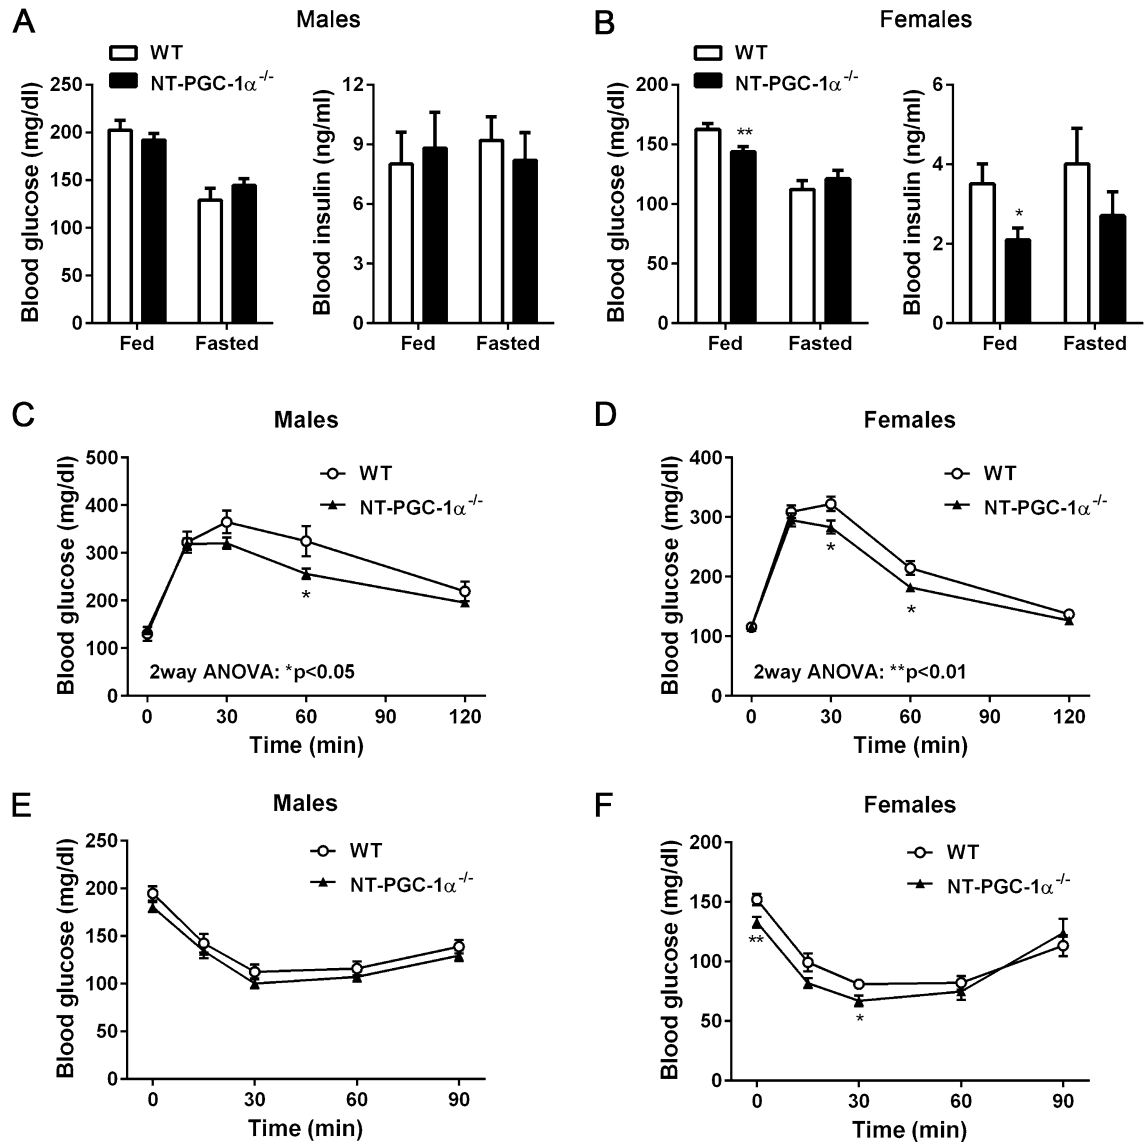 A
Males
WT
NT-PGC-1α-/-
Blood glucose (mg/dl)
250
200
150
100
50
0
Fed
Fasted
Blood insulin (ng/ml)
12
9
6
3
0
Fed
Fasted
B
Females
WT
NT-PGC-1α-/-
Blood glucose (mg/dl)
200
150
100
50
0
**
Fed
Fasted
Blood insulin (ng/ml)
6
4
2
0
*
Fed
Fasted
C
Males
Blood glucose (mg/dl)
500
400
300
200
100
0
WT
NT-PGC-1α-/-
*
2way ANOVA: *p<0.05
0
30
60
90
120
Time (min)
D
Females
Blood glucose (mg/dl)
400
300
200
100
0
WT
NT-PGC-1α-/-
*
*
2way ANOVA: **p<0.01
0
30
60
90
120
Time (min)
E
Males
Blood glucose (mg/dl)
250
200
150
100
50
0
WT
NT-PGC-1α-/-
0
30
60
90
Time (min)
F
Females
Blood glucose (mg/dl)
200
150
100
50
0
WT
NT-PGC-1α-/-
**
*
0
30
60
90
Time (min)